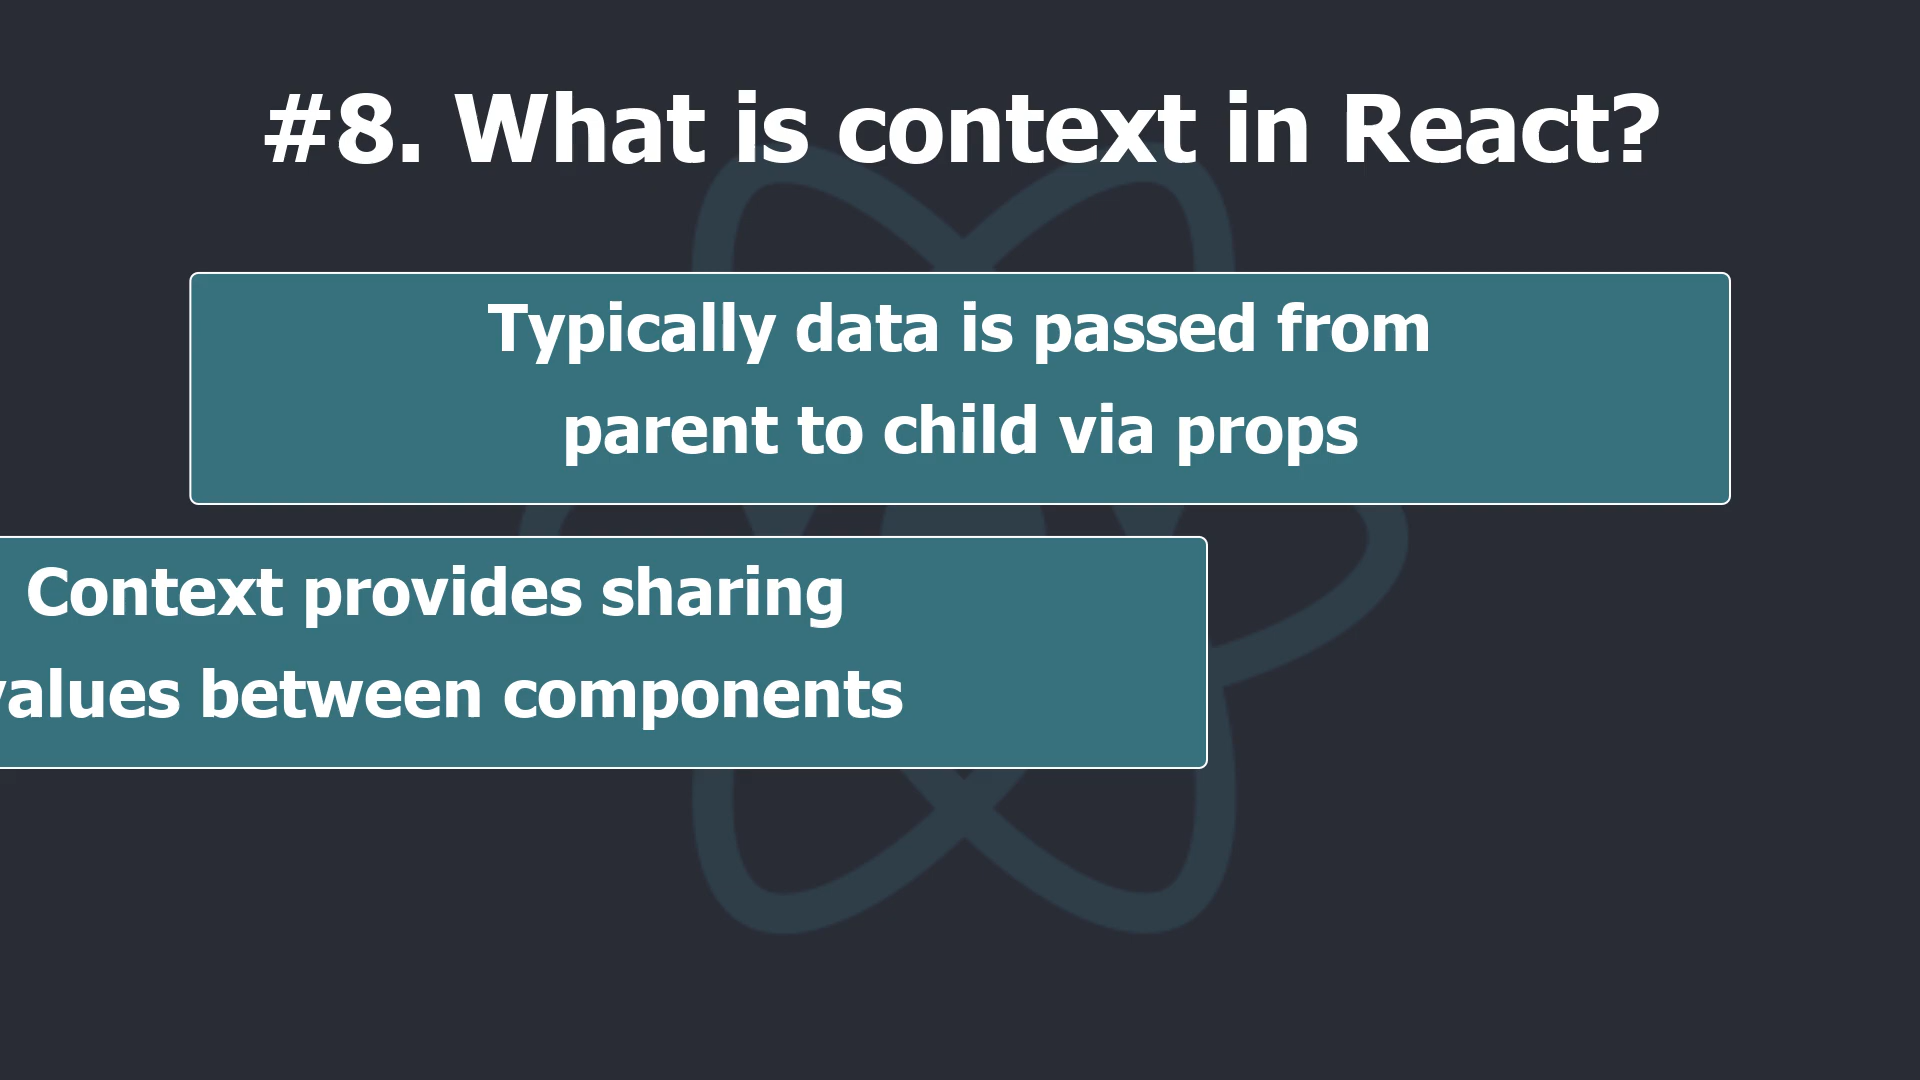 #8. What is context in React?
Typically data is passed from
parent to child via props
Context provides sharing
values between components